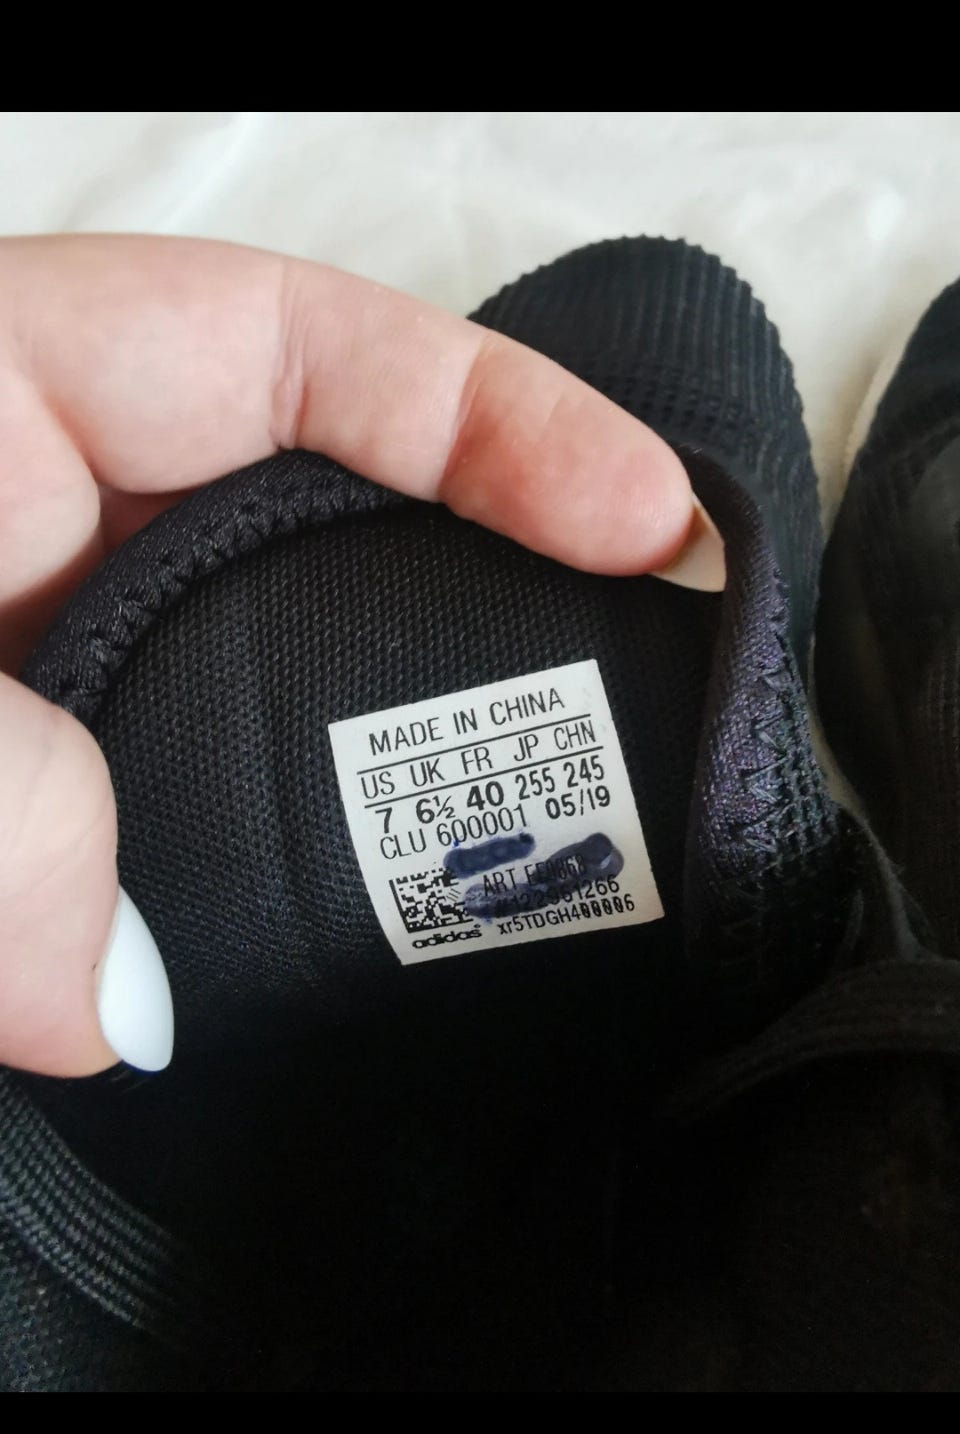 MADE IN CHINA
US UK FR JP CHN
7 6½ 40 255 245
CLU 600001 05/19
ART
xr5TDGH400006
adidas